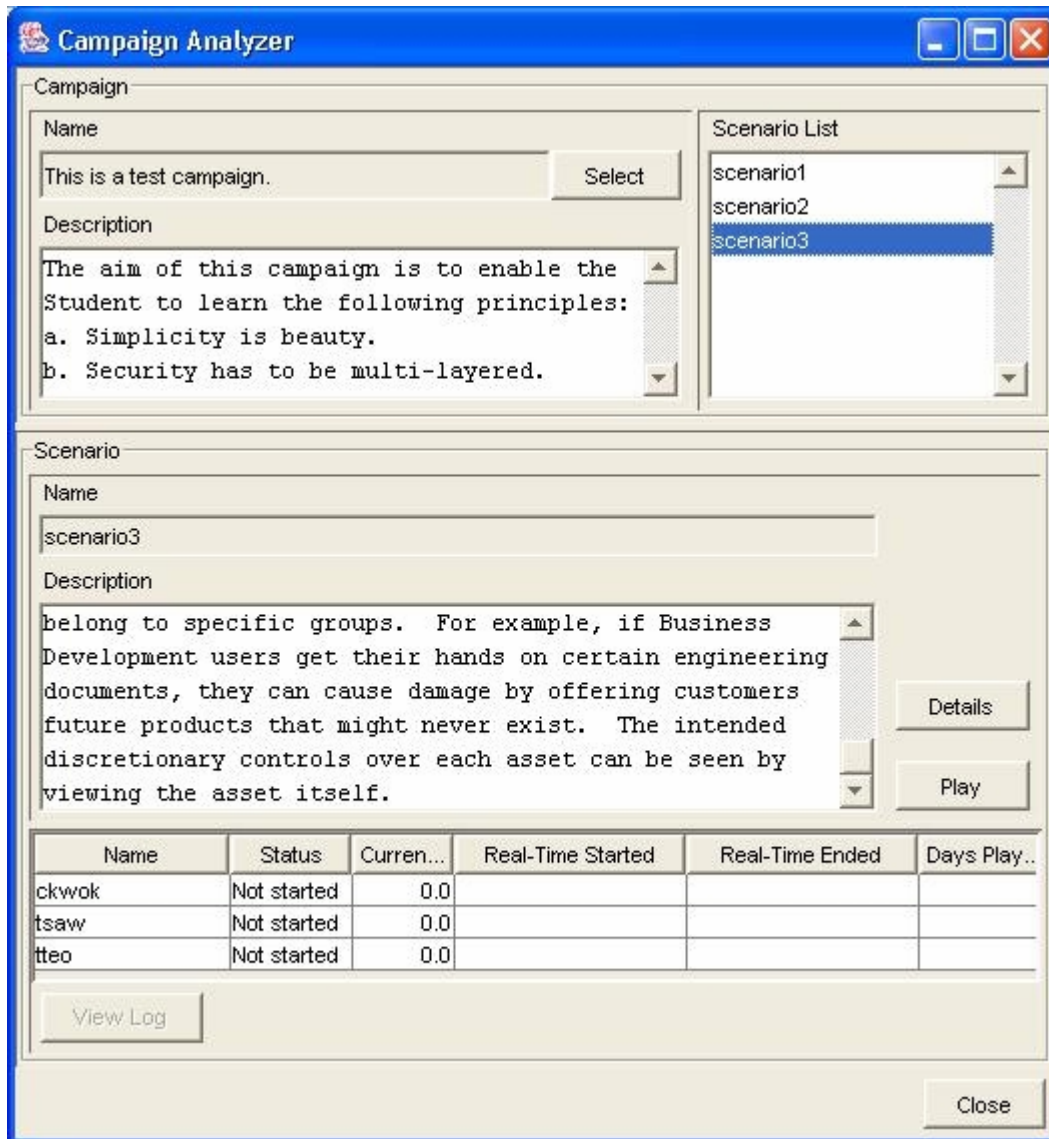 Campaign Analyzer
Campaign
Name
This is a test campaign.
Select
Description
The aim of this campaign is to enable the
Student to learn the following principles:
a. Simplicity is beauty.
b. Security has to be multi-layered.
Scenario List
scenario1
scenario2
scenario3
Scenario
Name
scenario3
Description
belong to specific groups.  For example, if Business
Development users get their hands on certain engineering
documents, they can cause damage by offering customers
future products that might never exist.  The intended
discretionary controls over each asset can be seen by
viewing the asset itself.
Details
Play
Name Status Curren... Real-Time Started Real-Time Ended Days Play..
ckwok Not started 0.0
tsaw Not started 0.0
tteo Not started 0.0
View Log
Close